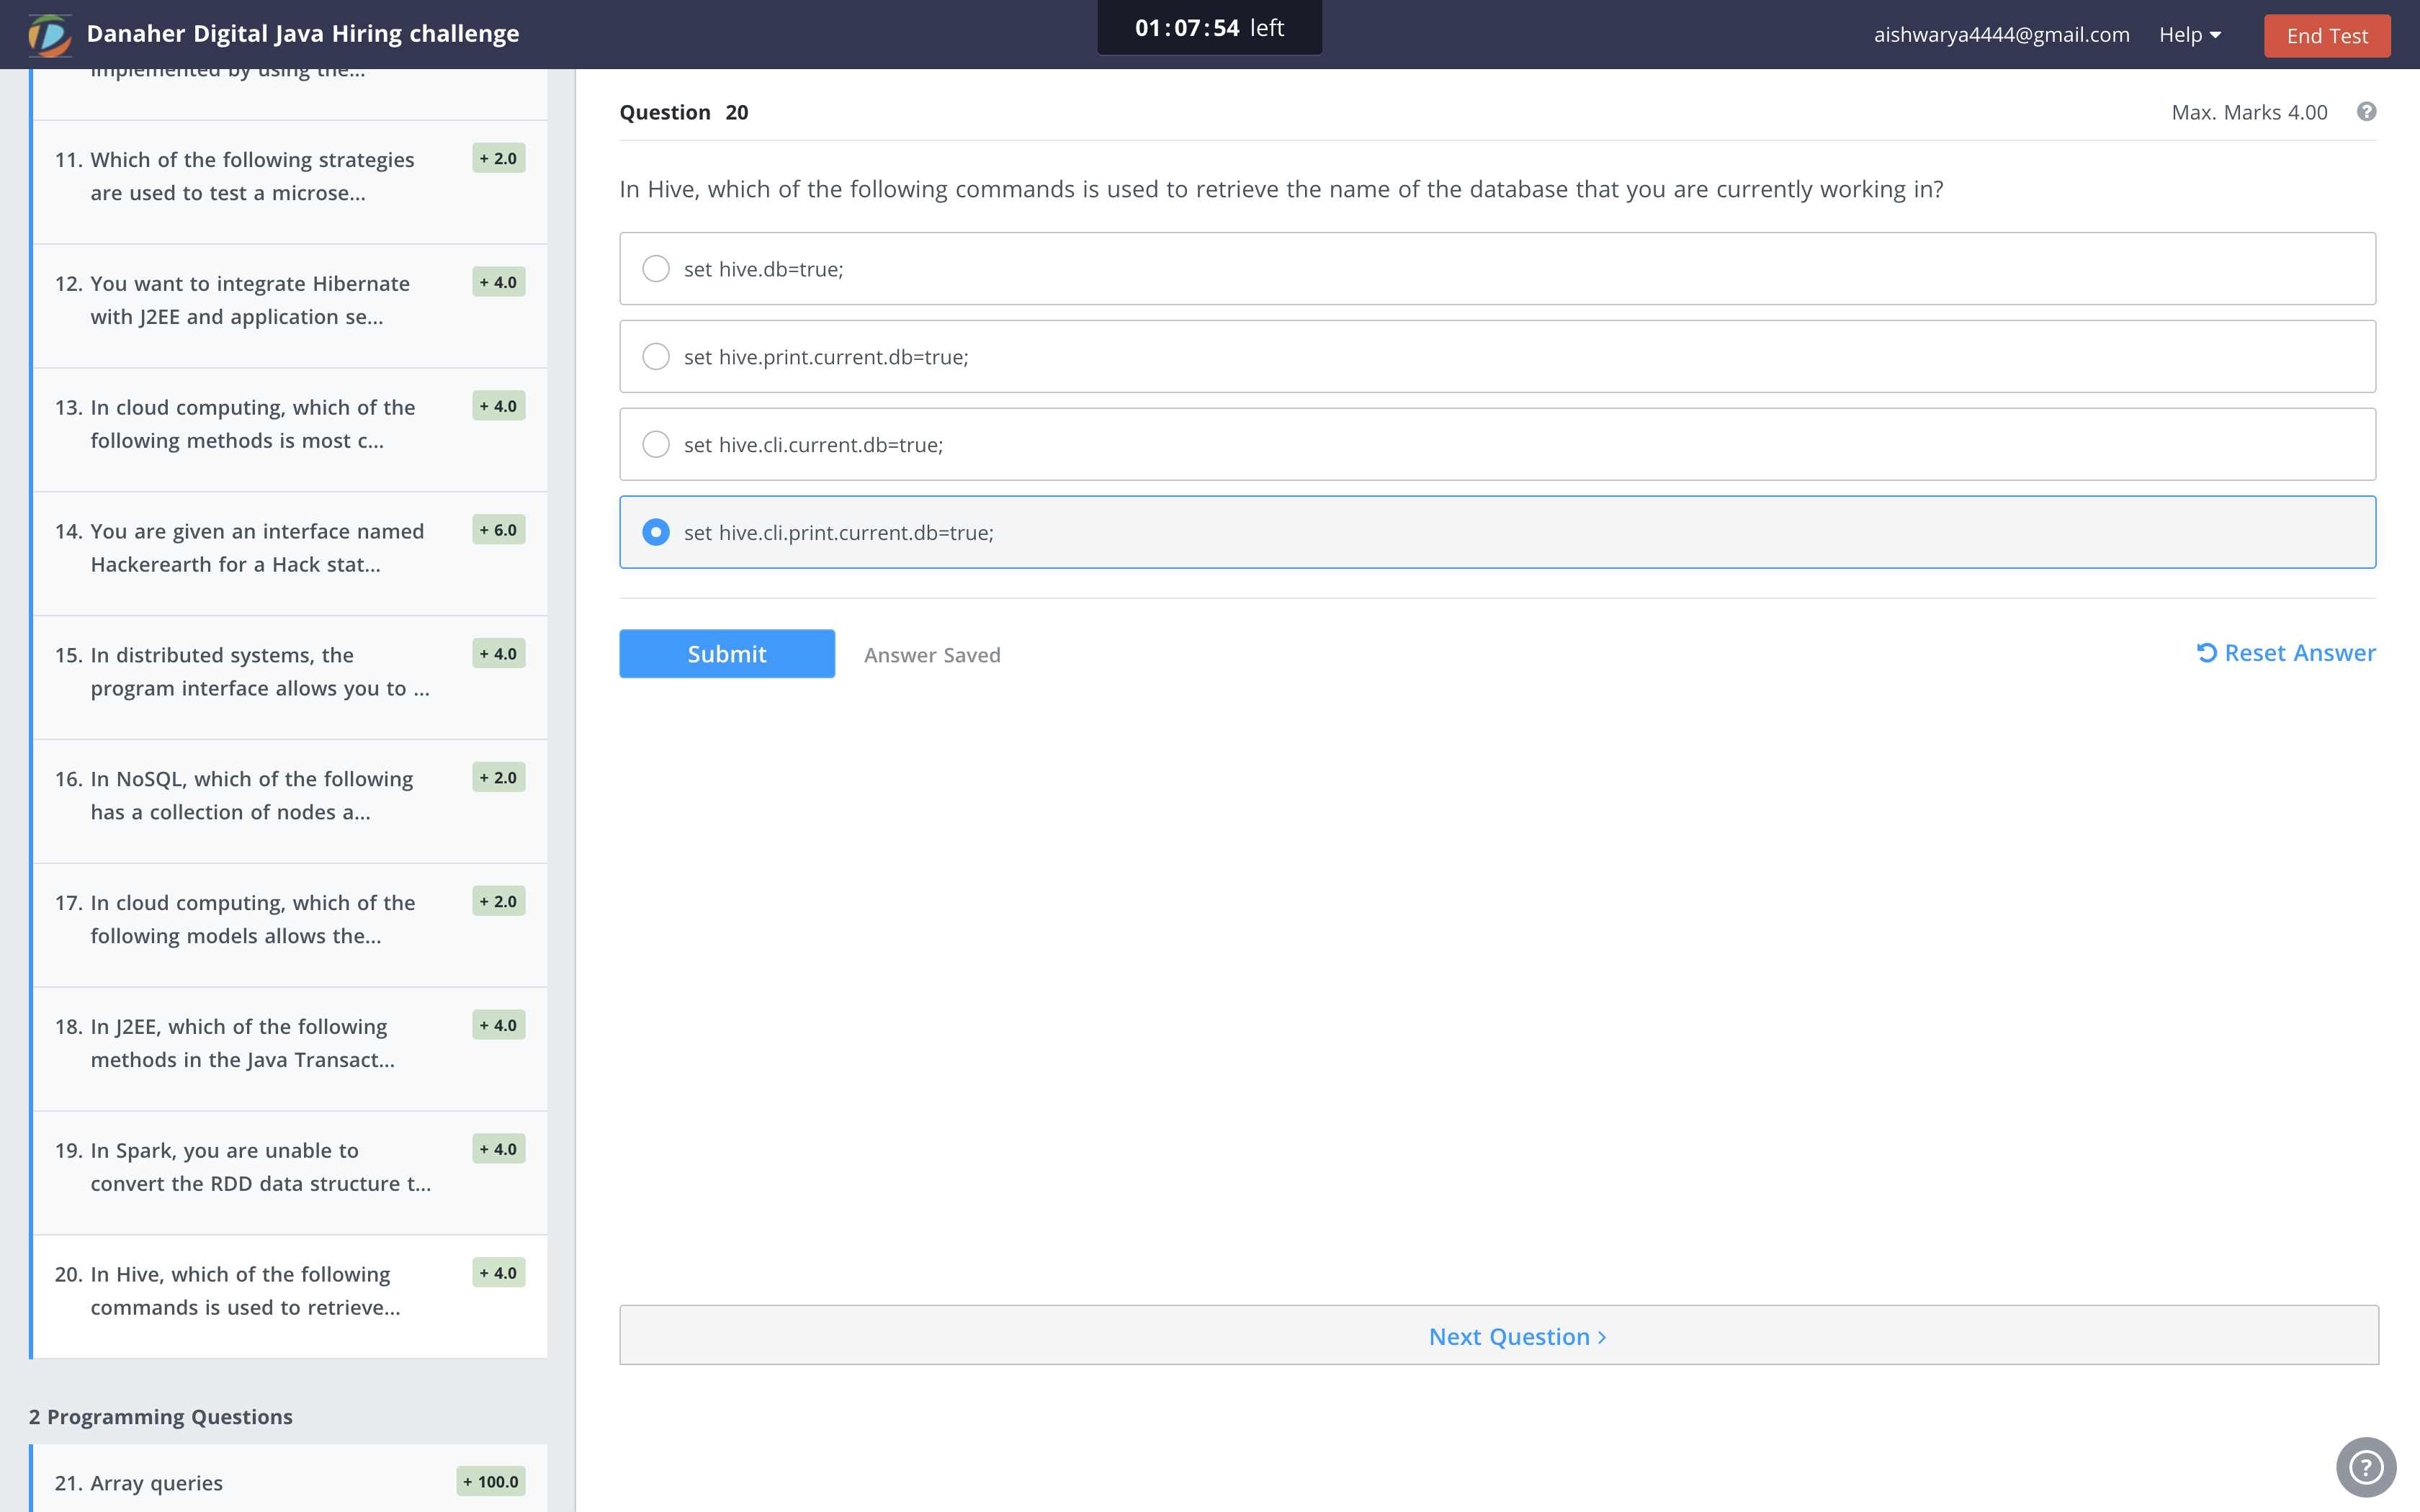 Danaher Digital Java Hiring challenge
01:07:54 left
aishwarya4444@gmail.com
Help
End Test
implemented by using the...
11. Which of the following strategies + 2.0
are used to test a microse...
12. You want to integrate Hibernate + 4.0
with J2EE and application se...
13. In cloud computing, which of the + 4.0
following methods is most c...
14. You are given an interface named + 6.0
Hackerearth for a Hack stat...
15. In distributed systems, the + 4.0
program interface allows you to ...
16. In NoSQL, which of the following + 2.0
has a collection of nodes a...
17. In cloud computing, which of the + 2.0
following models allows the...
18. In J2EE, which of the following + 4.0
methods in the Java Transact...
19. In Spark, you are unable to + 4.0
convert the RDD data structure t...
20. In Hive, which of the following + 4.0
commands is used to retrieve...
2 Programming Questions
21. Array queries + 100.0
Question 20
Max. Marks 4.00
In Hive, which of the following commands is used to retrieve the name of the database that you are currently working in?
set hive.db=true;
set hive.print.current.db=true;
set hive.cli.current.db=true;
set hive.cli.print.current.db=true;
Submit
Answer Saved
Reset Answer
Next Question